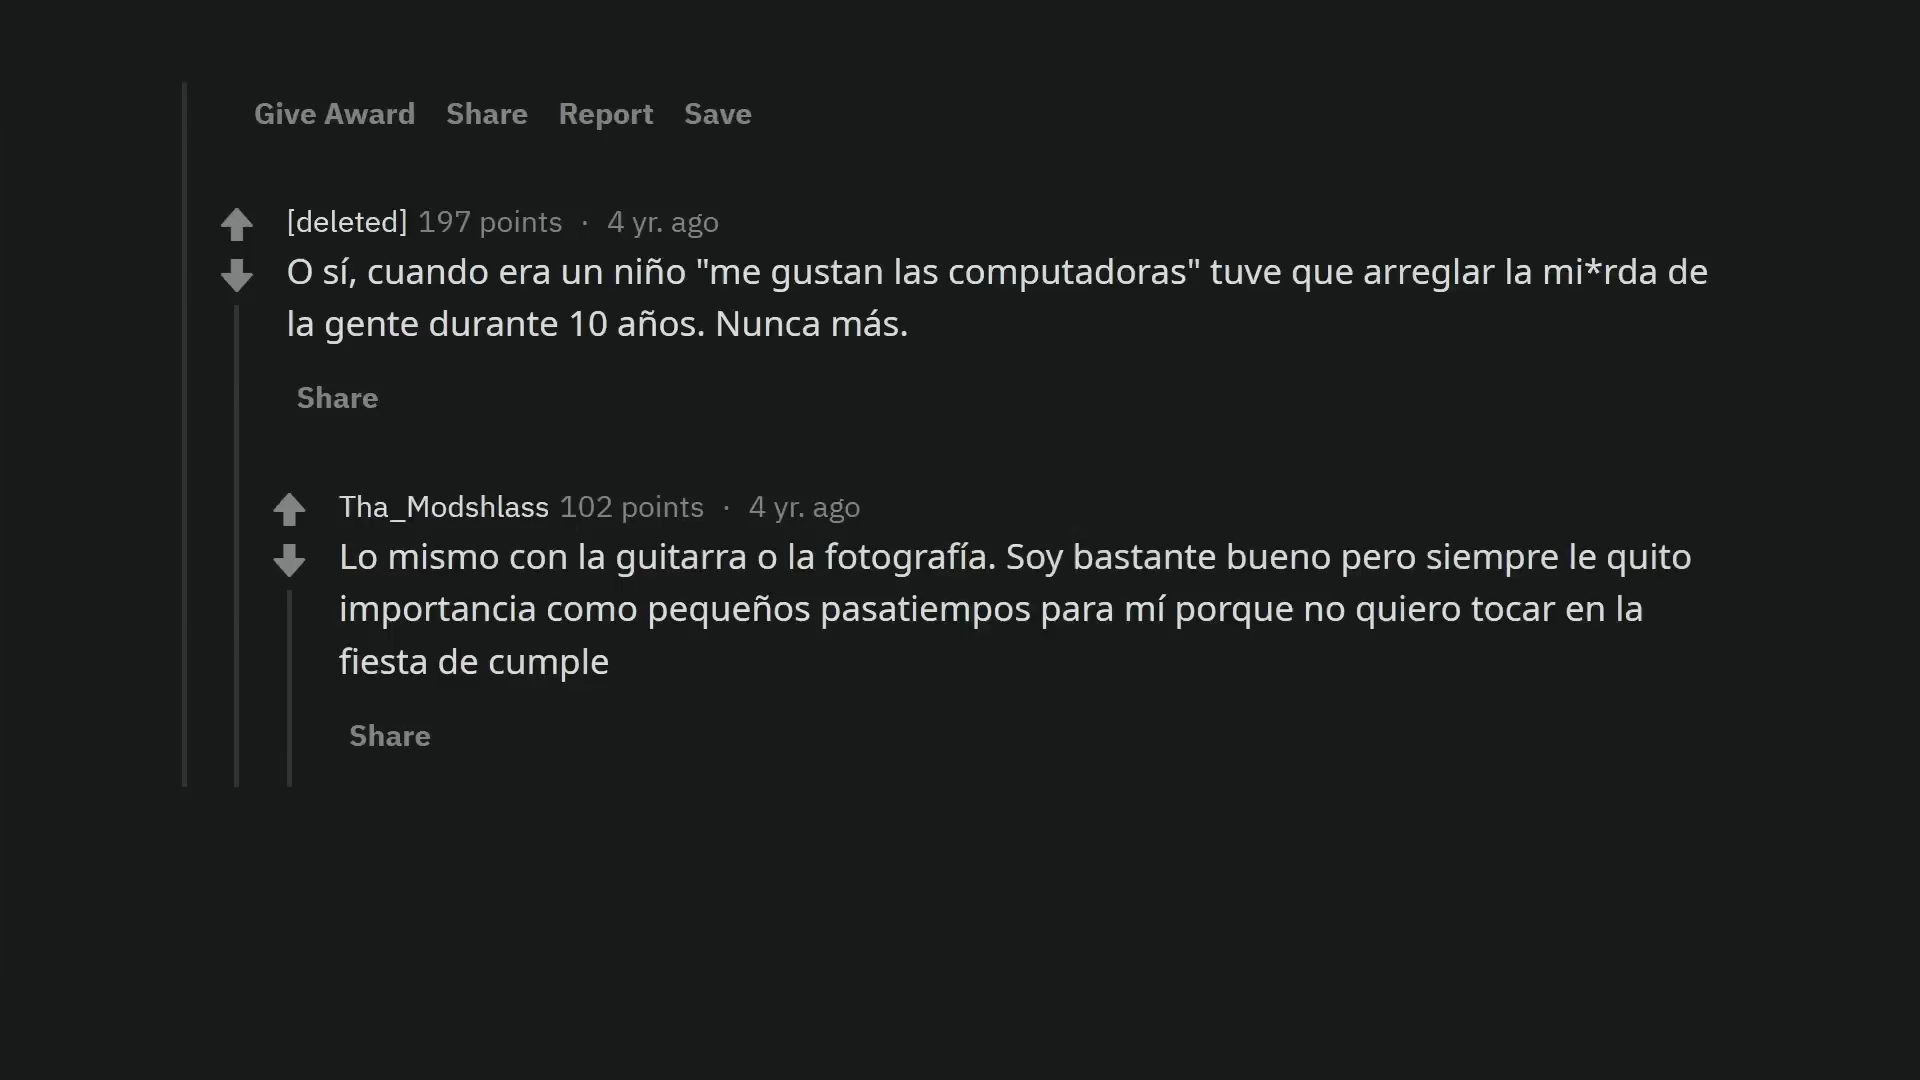 Give Award Share Report Save
[deleted] 197 points · 4 yr. ago
O sí, cuando era un niño "me gustan las computadoras" tuve que arreglar la mi*rda de
la gente durante 10 años. Nunca más.
Share
Tha_Modshlass 102 points · 4 yr. ago
Lo mismo con la guitarra o la fotografía. Soy bastante bueno pero siempre le quito
importancia como pequeños pasatiempos para mí porque no quiero tocar en la
fiesta de cumple
Share